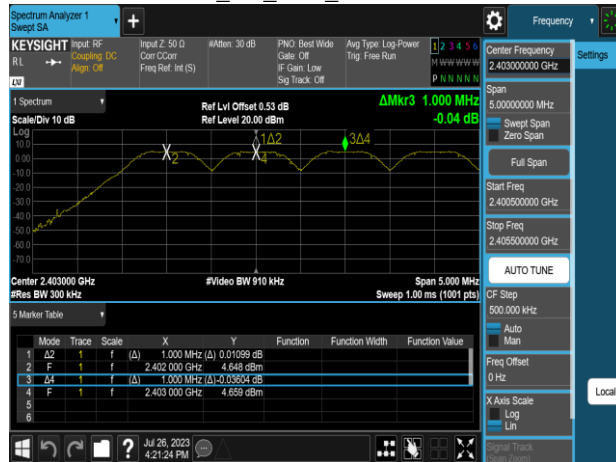 Spectrum Analyzer 1
Swept SA
+
Frequency
KEYSIGHT
RL
LXI
Input: RF
Coupling: DC
Align: Off
Input Z: 50 Ω
Corr CCorr
Freq Ref: Int (S)
#Atten: 30 dB
PNO: Best Wide
Gate: Off
IF Gain: Low
Sig Track: Off
Avg Type: Log-Power
Trig: Free Run
1 2 3 4 5 6
M W W W W W
P N N N N N
1 Spectrum
Scale/Div 10 dB
Ref Lvl Offset 0.53 dB
Ref Level 20.00 dBm
ΔMkr3 1.000 MHz
-0.04 dB
Log
10.0
0.00
-10.0
-20.0
-30.0
-40.0
-50.0
-60.0
-70.0
2
1Δ2
4
3Δ4
Center 2.403000 GHz
#Res BW 300 kHz
#Video BW 910 kHz
Span 5.000 MHz
Sweep 1.00 ms (1001 pts)
5 Marker Table
Mode Trace Scale X Y Function Function Width Function Value
1 Δ2 1 f (Δ) 1.000 MHz (Δ) 0.01099 dB
2 F 1 f 2.402 000 GHz 4.648 dBm
3 Δ4 1 f (Δ) 1.000 MHz (Δ) -0.03604 dB
4 F 1 f 2.403 000 GHz 4.659 dBm
5
6
Jul 26, 2023
4:21:24 PM
?
Center Frequency
2.403000000 GHz
Span
5.00000000 MHz
Swept Span
Zero Span
Full Span
Start Freq
2.400500000 GHz
Stop Freq
2.405500000 GHz
AUTO TUNE
CF Step
500.000 kHz
Auto
Man
Freq Offset
0 Hz
X Axis Scale
Log
Lin
Signal Track
(Span Zoom)
Settings
Local